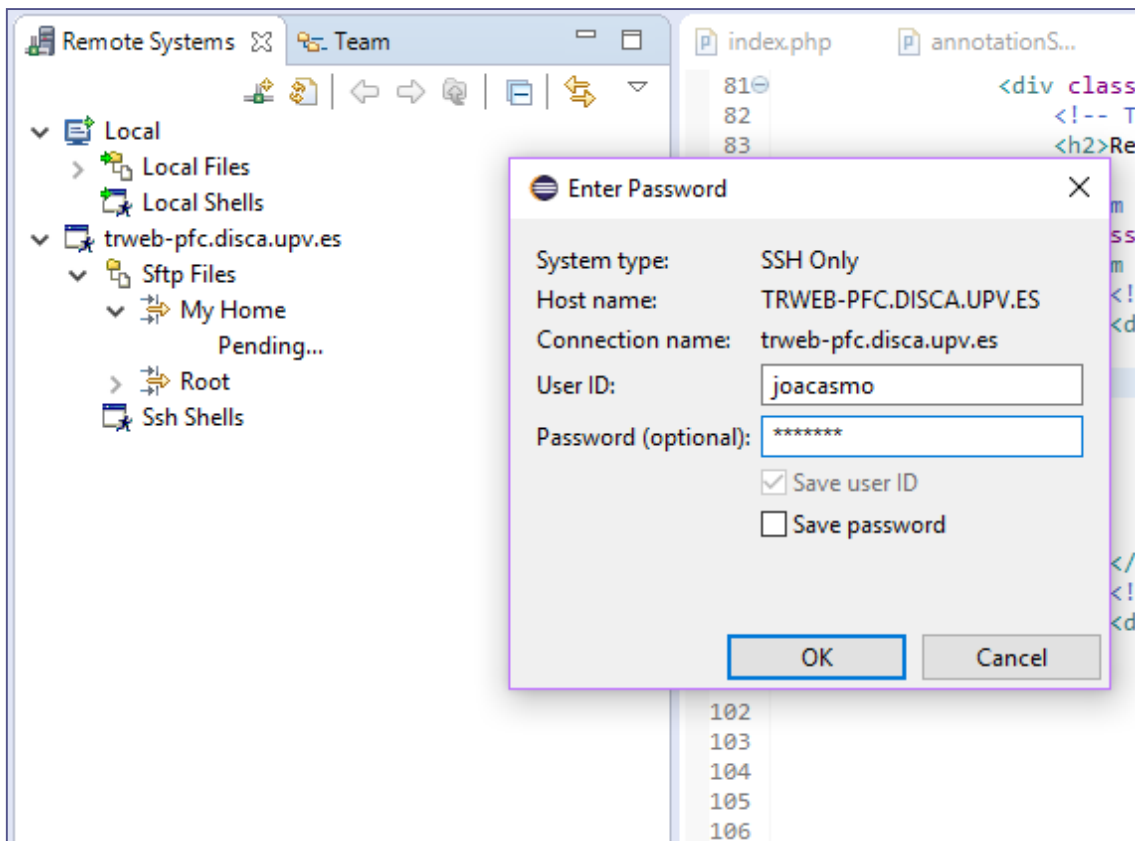 Remote Systems
Team
index.php
annotationS...
Local
Local Files
Local Shells
trweb-pfc.disca.upv.es
Sftp Files
My Home
Pending...
Root
Ssh Shells
81
<div class
82
<!-- T
83
<h2>Re
m
ss
m
<!
<d
</
<!
<d
102
103
104
105
106
Enter Password
System type: SSH Only
Host name: TRWEB-PFC.DISCA.UPV.ES
Connection name: trweb-pfc.disca.upv.es
User ID: joacasmo
Password (optional): *******
Save user ID
Save password
OK Cancel